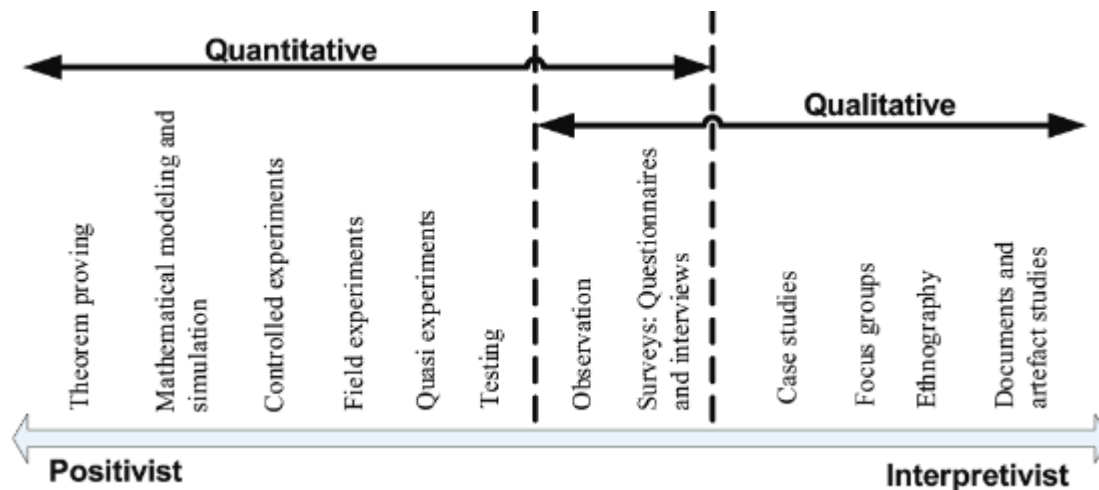 Quantitative
Qualitative
Theorem proving
Mathematical modeling and
simulation
Controlled experiments
Field experiments
Quasi experiments
Testing
Observation
Surveys: Questionnaires
and interviews
Case studies
Focus groups
Ethnography
Documents and
artefact studies
Positivist
Interpretivist